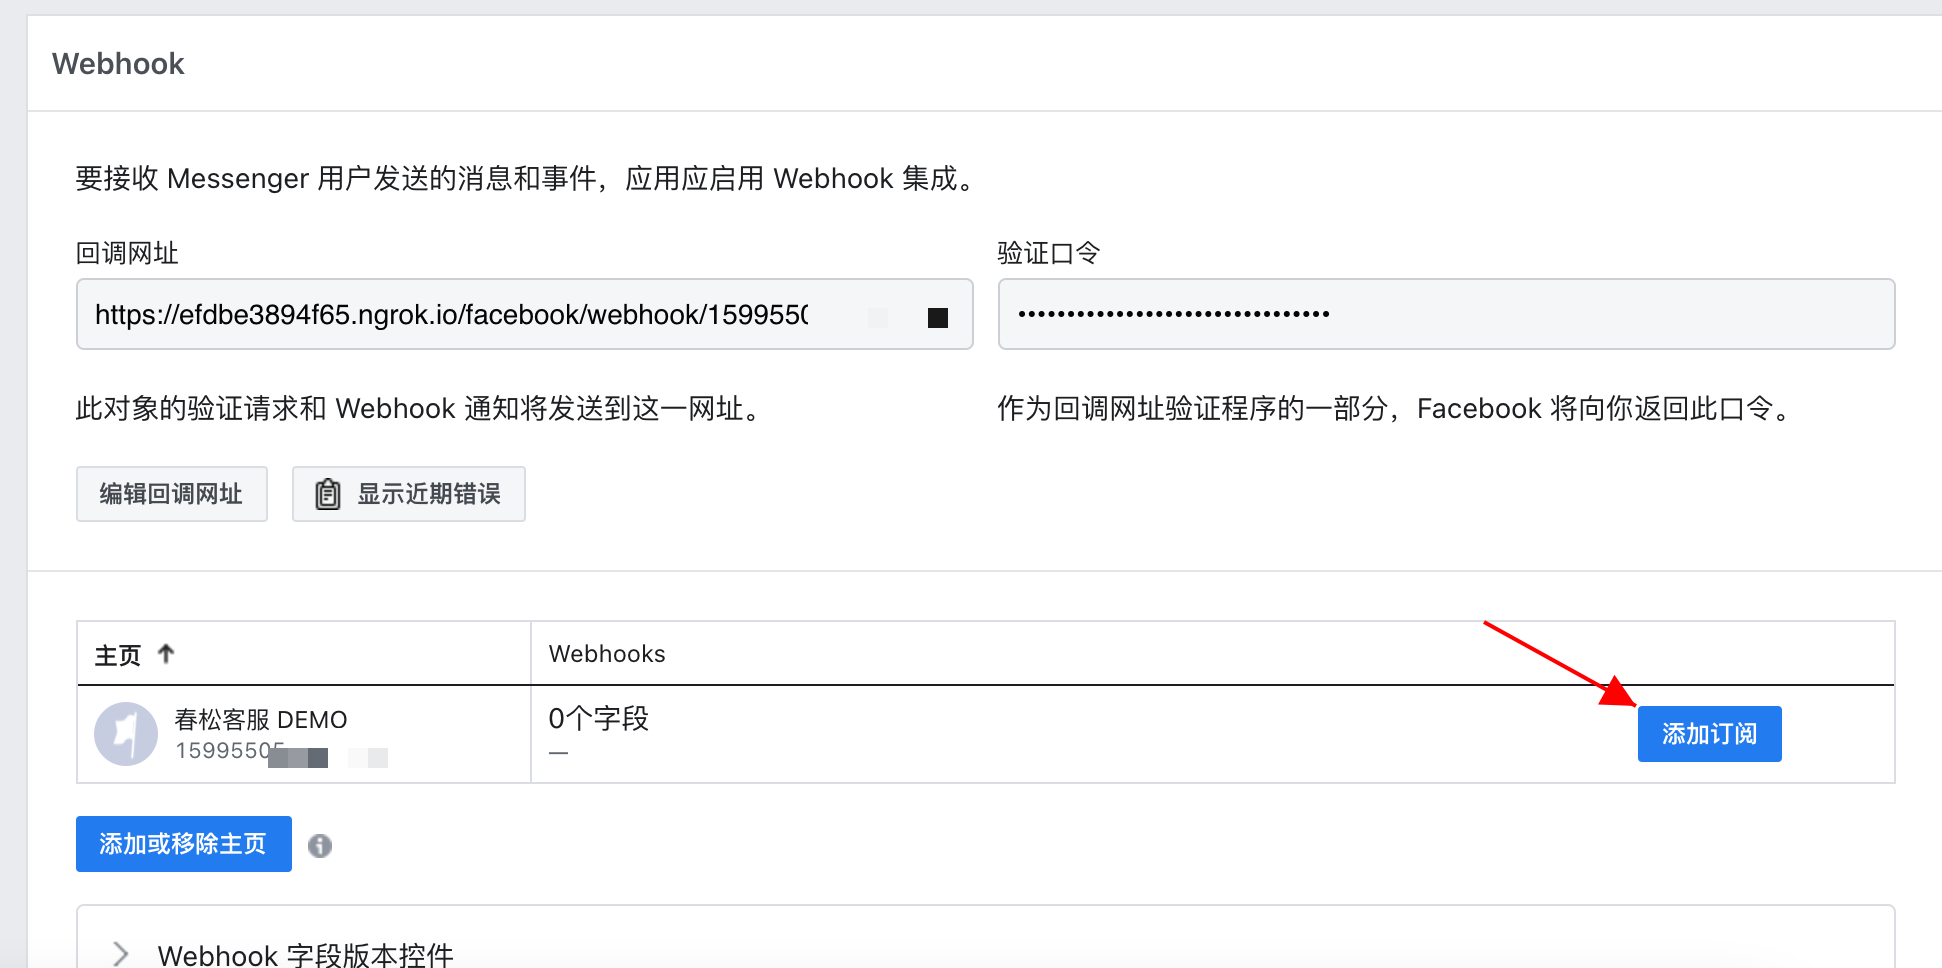 Webhook
要接收 Messenger 用户发送的消息和事件，应用应启用 Webhook 集成。
回调网址
验证口令
https://efdbe3894f65.ngrok.io/facebook/webhook/159955
••••••••••••••••••••••••••••••••
此对象的验证请求和 Webhook 通知将发送到这一网址。
作为回调网址验证程序的一部分，Facebook 将向你返回此口令。
编辑回调网址
显示近期错误
主页 ↑
Webhooks
春松客服 DEMO
1599550
0个字段
—
添加订阅
添加或移除主页
Webhook 字段版本控件